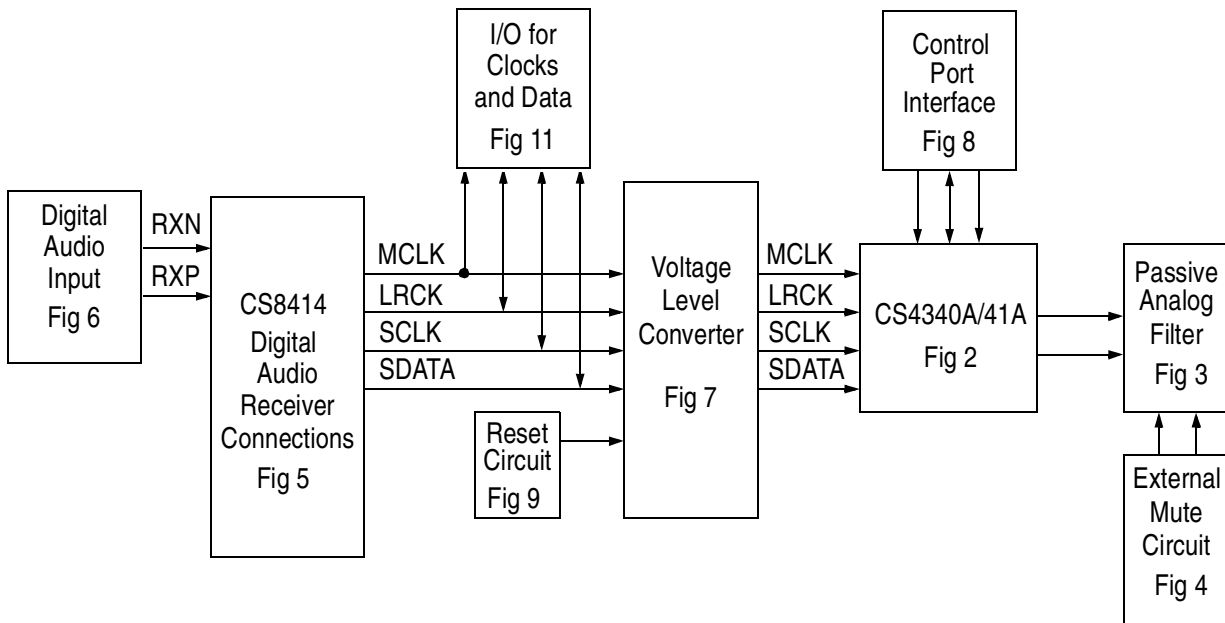 I/O for
Clocks
and Data
Fig 11
Control
Port
Interface
Fig 8
Digital
Audio
Input
Fig 6
RXN
RXP
CS8414
Digital
Audio
Receiver
Connections
Fig 5
MCLK
LRCK
SCLK
SDATA
Reset
Circuit
Fig 9
Voltage
Level
Converter
Fig 7
MCLK
LRCK
SCLK
SDATA
CS4340A/41A
Fig 2
Passive
Analog
Filter
Fig 3
External
Mute
Circuit
Fig 4